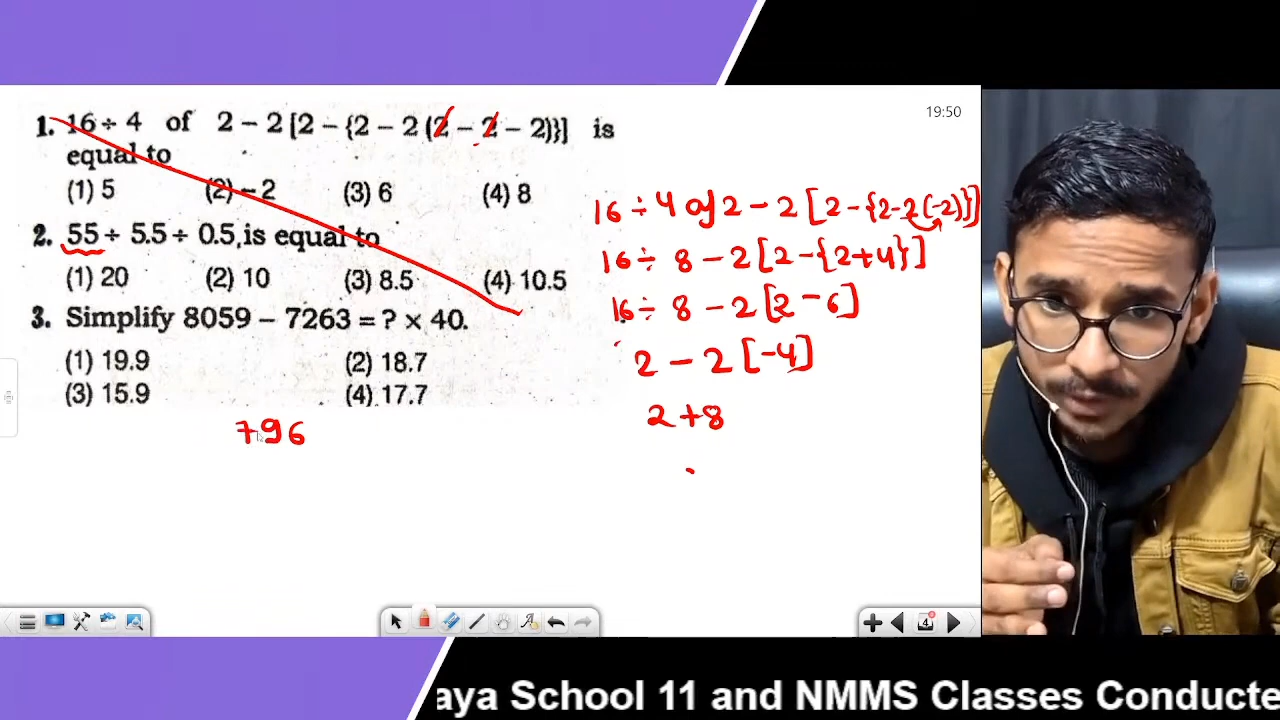 19:50
1. 16 ÷ 4 of 2 – 2 [2 – {2 – 2 (2 – 2 – 2)}] is
equal to
(1) 5 (2) – 2 (3) 6 (4) 8
2. 55 ÷ 5.5 ÷ 0.5, is equal to
(1) 20 (2) 10 (3) 8.5 (4) 10.5
3. Simplify 8059 – 7263 = ? × 40.
(1) 19.9 (2) 18.7
(3) 15.9 (4) 17.7
796
16 ÷ 4 of 2 – 2 [2 – {2 – 2 (–2)}]
16 ÷ 8 – 2 [2 – {2 + 4}]
16 ÷ 8 – 2 [2 – 6]
2 – 2 [–4]
2 + 8
4
aya School 11 and NMMS Classes Conducte